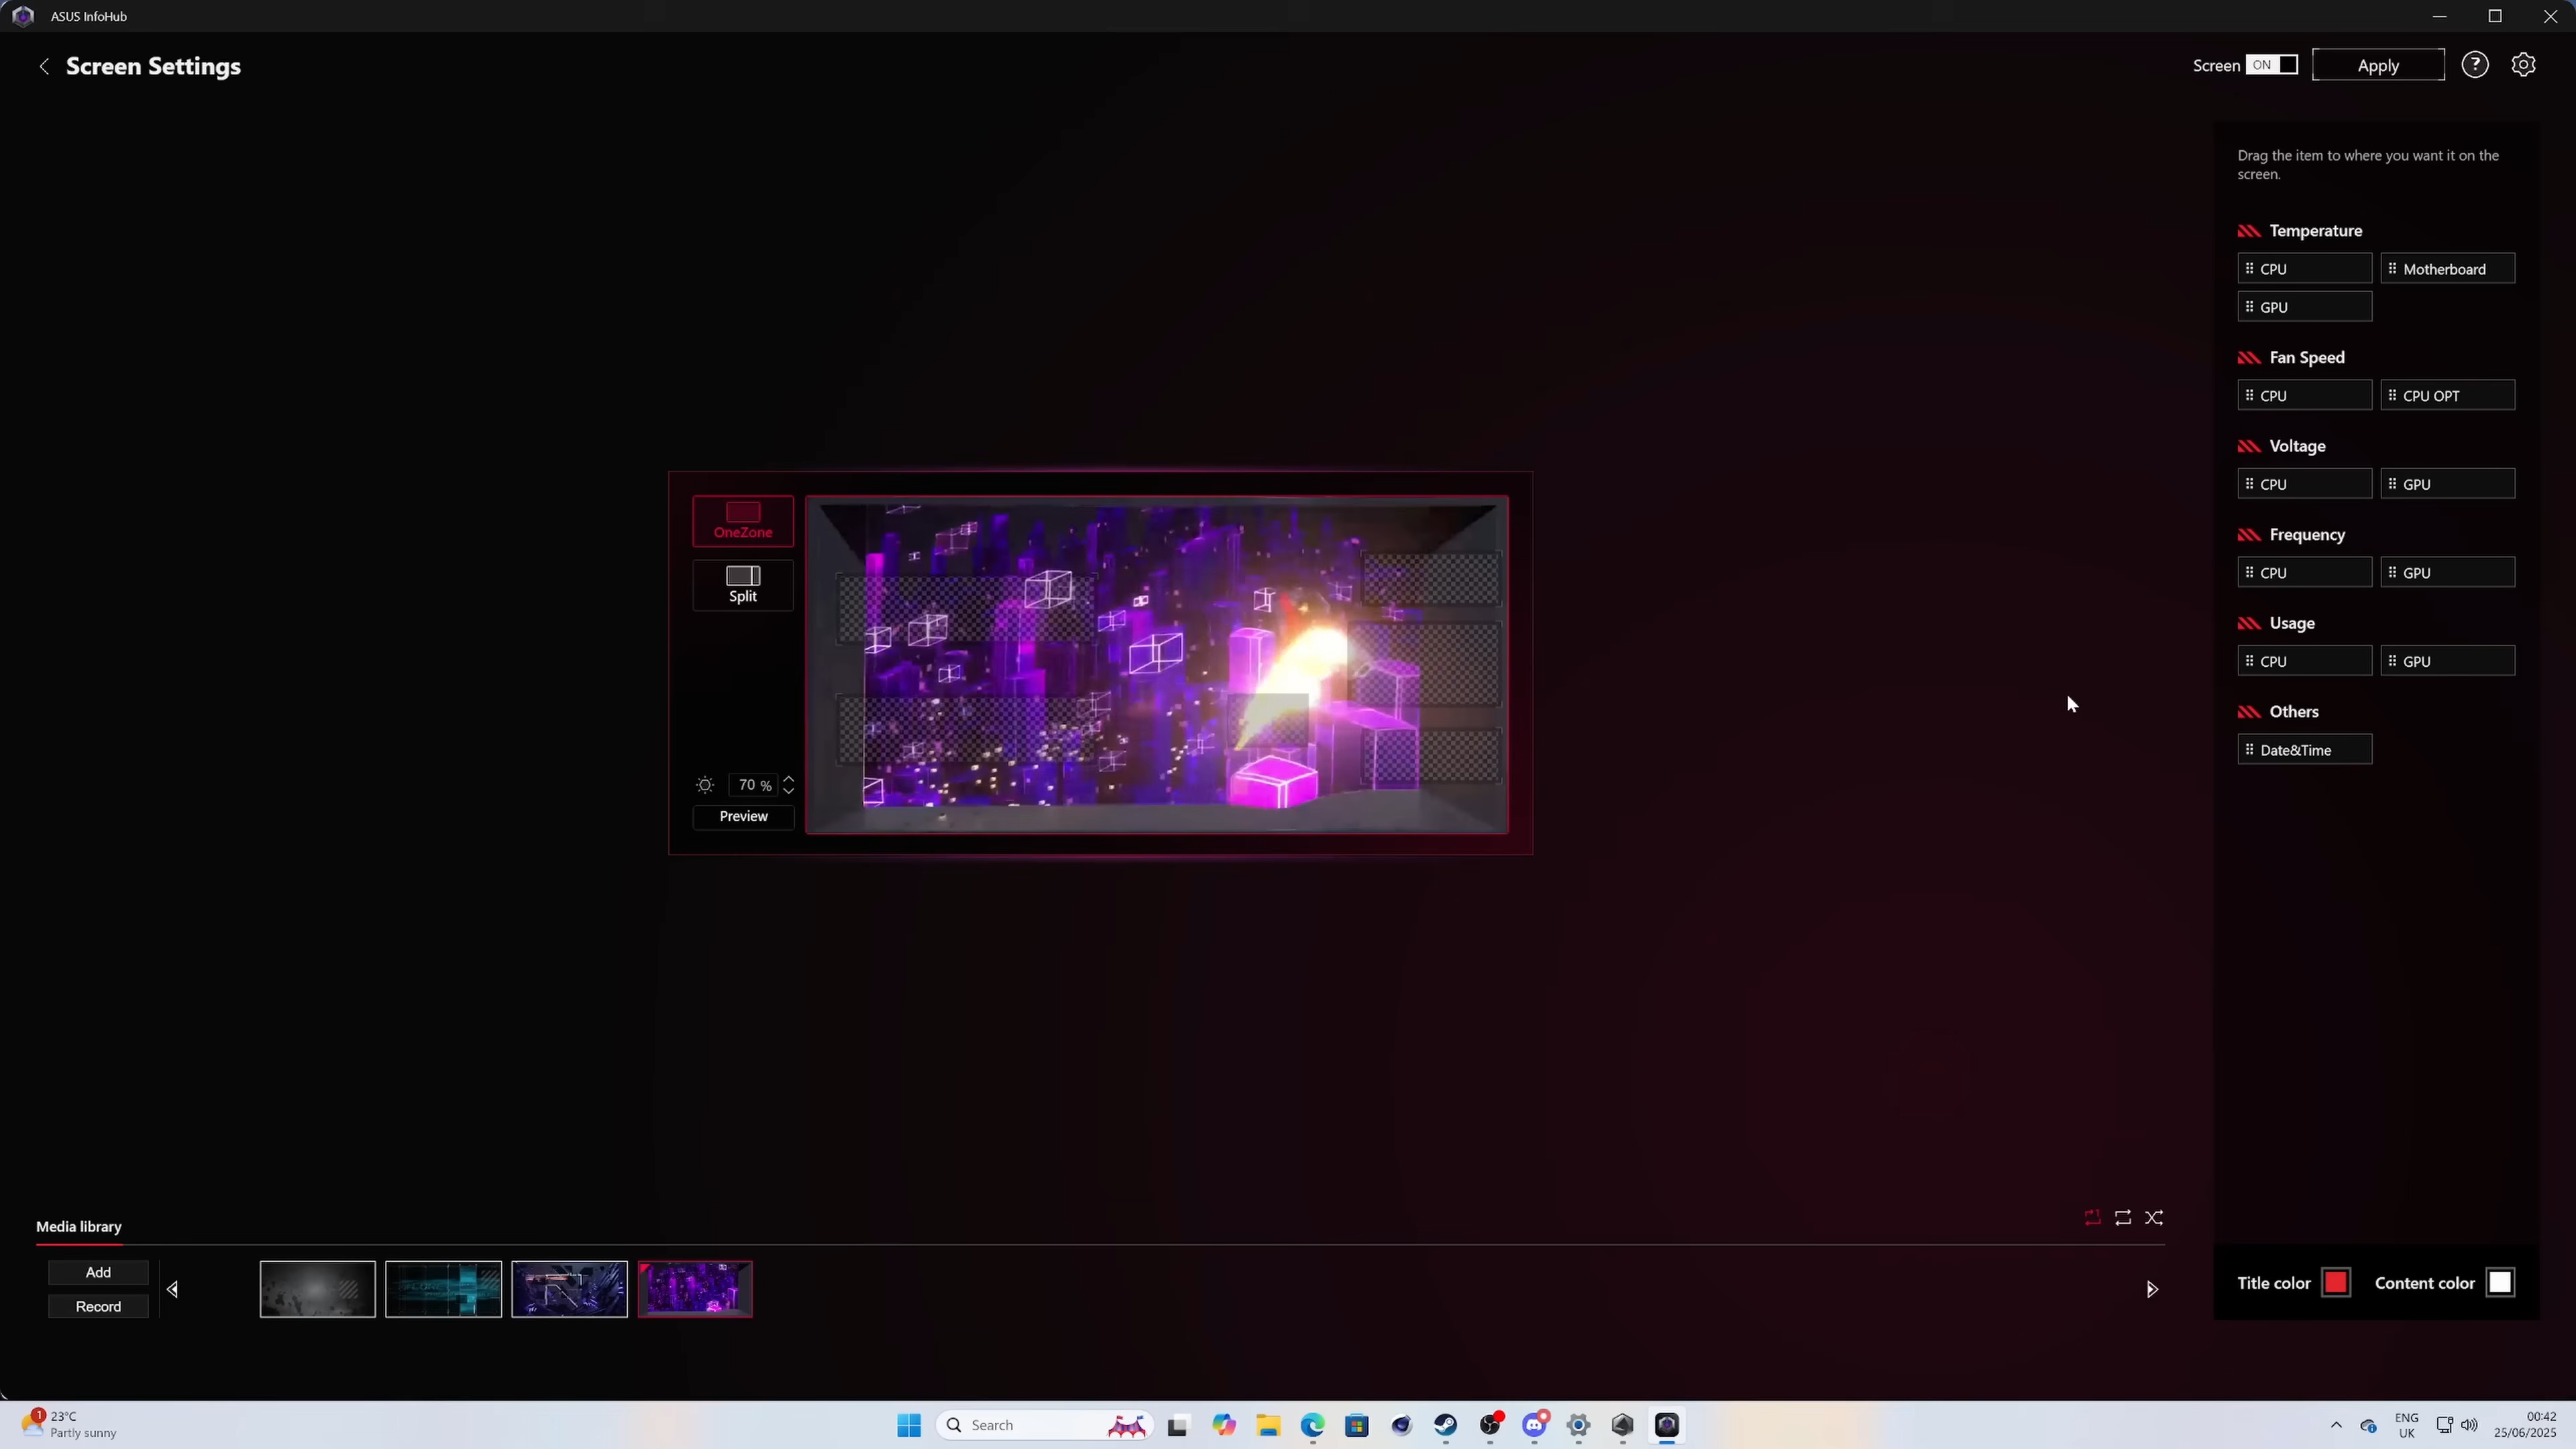 ASUS InfoHub
Screen Settings
Screen ON Apply
Drag the item to where you want it on the
screen.
Temperature
CPU Motherboard
GPU
Fan Speed
CPU CPU OPT
Voltage
CPU GPU
Frequency
CPU GPU
Usage
CPU GPU
Others
Date&Time
OneZone
Split
70 %
Preview
Media library
Add
Record
Title color Content color
1
23°C
Partly sunny
Search
ENG
UK
00:42
25/06/2025